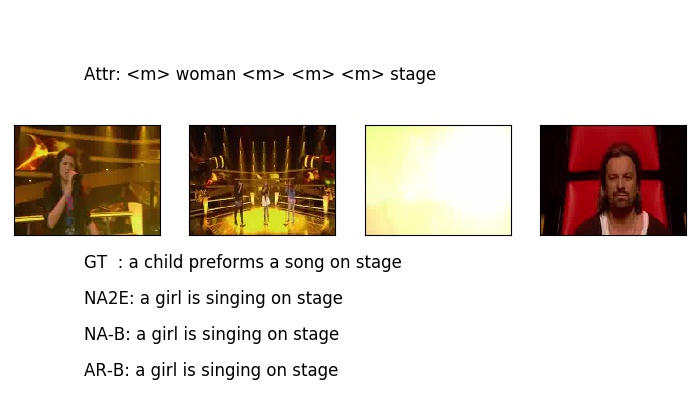 Attr: <m> woman <m> <m> <m> stage
GT  : a child preforms a song on stage
NA2E: a girl is singing on stage
NA-B: a girl is singing on stage
AR-B: a girl is singing on stage